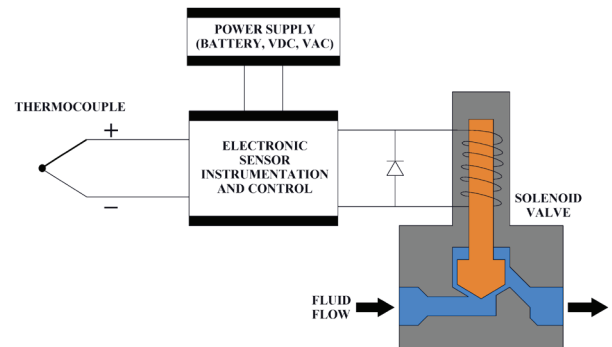 POWER SUPPLY
(BATTERY, VDC, VAC)
THERMOCOUPLE
+
ELECTRONIC
SENSOR
INSTRUMENTATION
AND CONTROL
−
SOLENOID
VALVE
FLUID
FLOW